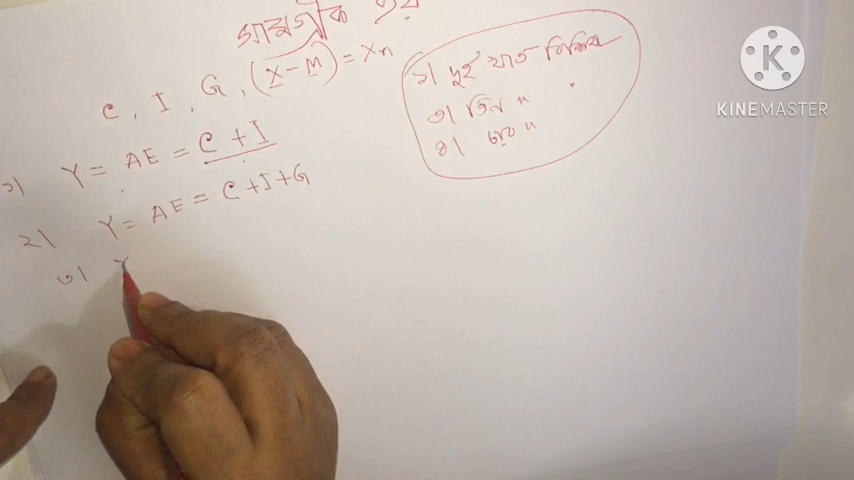 সামগ্রীক ব্যয়
C, I, G, (X-M) = Xn
১) Y = AE = C + I
২। Y = AE = C + I + G
৩। Y
১। দুই খাত বিশিষ্ট
৩। তিন "
৪। চার "
KINEMASTER